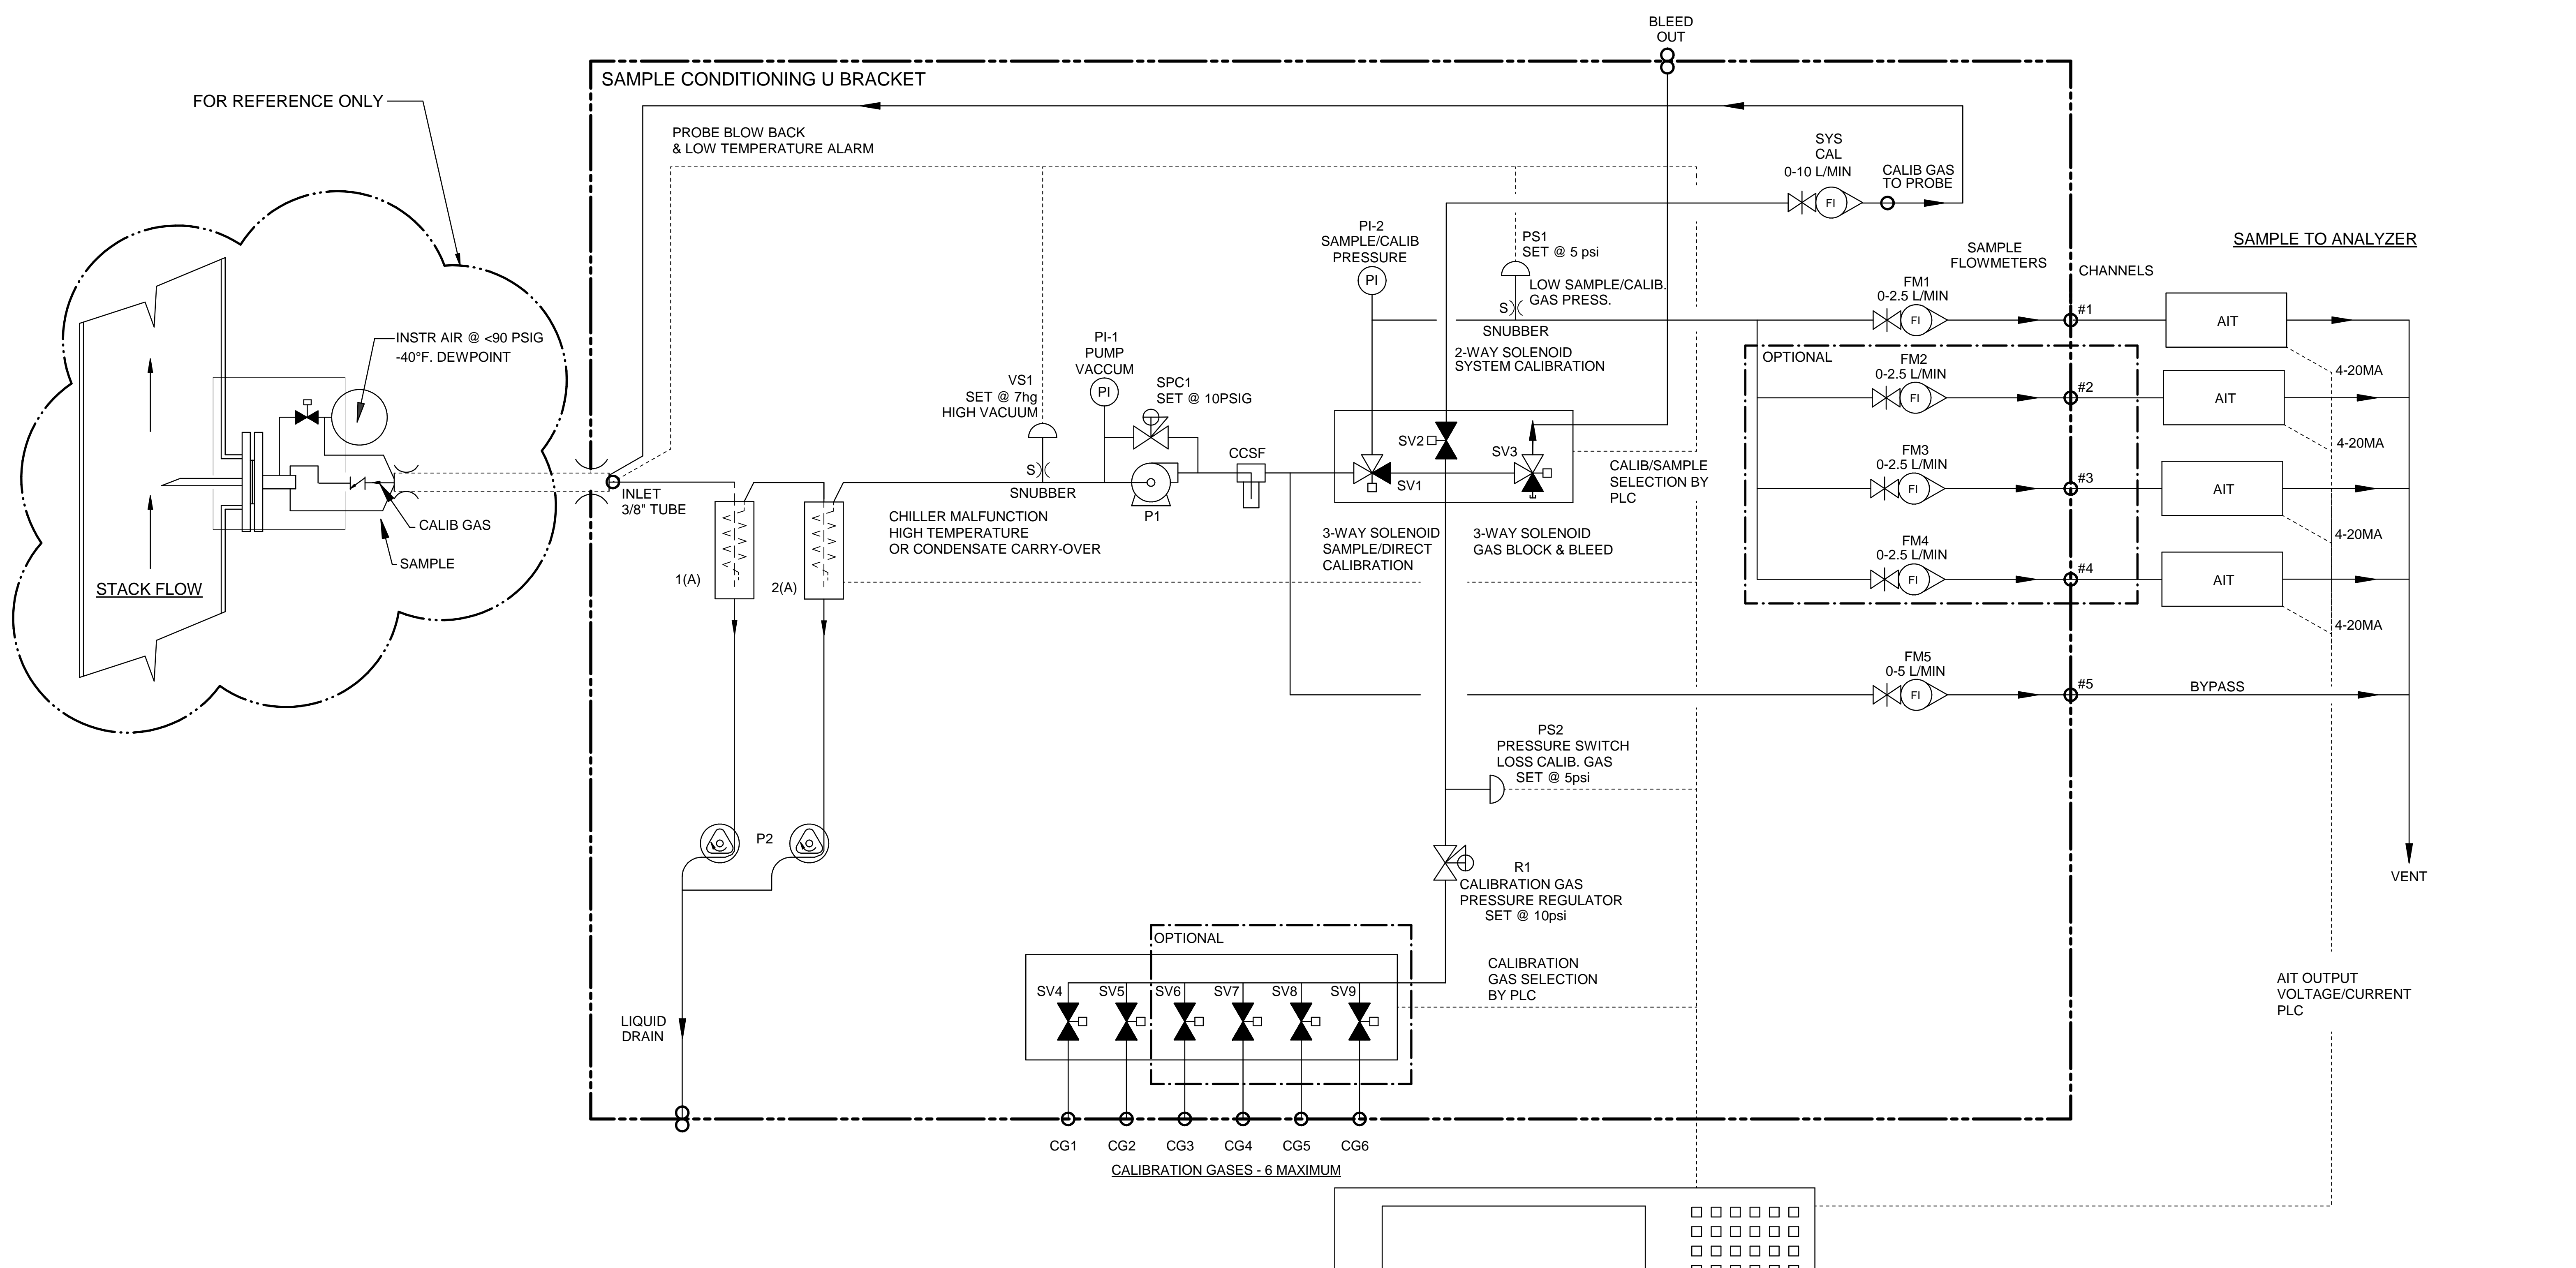 BLEED
OUT
SAMPLE CONDITIONING U BRACKET
FOR REFERENCE ONLY
PROBE BLOW BACK
& LOW TEMPERATURE ALARM
SYS
CAL
0-10 L/MIN
FI
CALIB GAS
TO PROBE
PI-2
SAMPLE/CALIB
PRESSURE
PI
PS1
SET @ 5 psi
LOW SAMPLE/CALIB.
GAS PRESS.
S
SNUBBER
SAMPLE
FLOWMETERS
CHANNELS
SAMPLE TO ANALYZER
FM1
0-2.5 L/MIN
FI
#1
AIT
4-20MA
OPTIONAL
FM2
0-2.5 L/MIN
FI
#2
AIT
4-20MA
FM3
0-2.5 L/MIN
FI
#3
AIT
4-20MA
FM4
0-2.5 L/MIN
FI
#4
AIT
4-20MA
FM5
0-5 L/MIN
FI
#5
BYPASS
VENT
INSTR AIR @ <90 PSIG
-40°F. DEWPOINT
CALIB GAS
SAMPLE
STACK FLOW
INLET
3/8" TUBE
1(A)
2(A)
VS1
SET @ 7hg
HIGH VACUUM
S
SNUBBER
PI-1
PUMP
VACCUM
PI
SPC1
SET @ 10PSIG
P1
CCSF
CHILLER MALFUNCTION
HIGH TEMPERATURE
OR CONDENSATE CARRY-OVER
2-WAY SOLENOID
SYSTEM CALIBRATION
SV2
SV3
SV1
CALIB/SAMPLE
SELECTION BY
PLC
3-WAY SOLENOID
SAMPLE/DIRECT
CALIBRATION
3-WAY SOLENOID
GAS BLOCK & BLEED
PS2
PRESSURE SWITCH
LOSS CALIB. GAS
SET @ 5psi
P2
R1
CALIBRATION GAS
PRESSURE REGULATOR
SET @ 10psi
OPTIONAL
CALIBRATION
GAS SELECTION
BY PLC
SV4
SV5
SV6
SV7
SV8
SV9
LIQUID
DRAIN
AIT OUTPUT
VOLTAGE/CURRENT
PLC
CG1
CG2
CG3
CG4
CG5
CG6
CALIBRATION GASES - 6 MAXIMUM